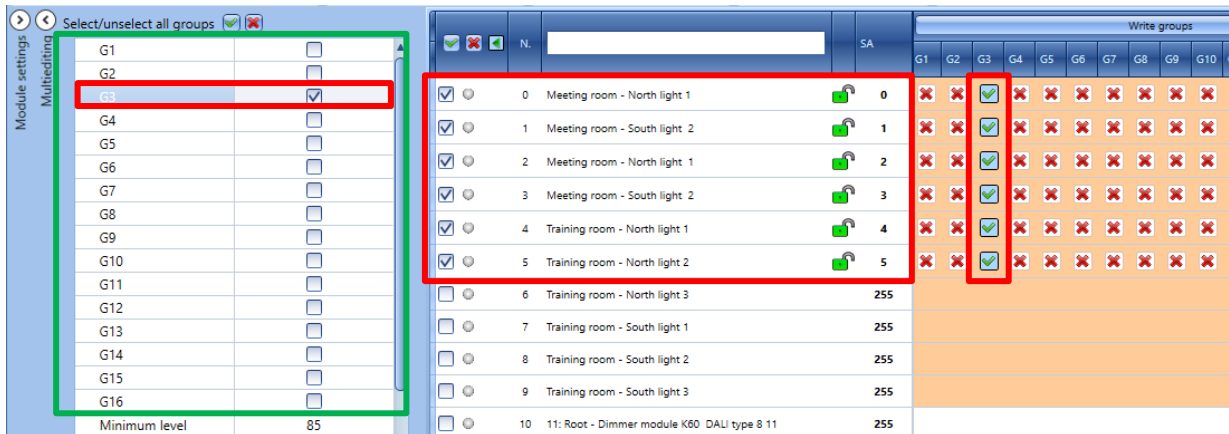 Select/unselect all groups
Module settings
Multiediting
G1
G2
G3
G4
G5
G6
G7
G8
G9
G10
G11
G12
G13
G14
G15
G16
Minimum level 85
N. SA
Write groups
G1 G2 G3 G4 G5 G6 G7 G8 G9 G10
0 Meeting room - North light 1 0
1 Meeting room - South light 2 1
2 Meeting room - North light 1 2
3 Meeting room - South light 2 3
4 Training room - North light 1 4
5 Training room - North light 2 5
6 Training room - North light 3 255
7 Training room - South light 1 255
8 Training room - South light 2 255
9 Training room - South light 3 255
10 11: Root - Dimmer module K60 DALI type 8 11 255